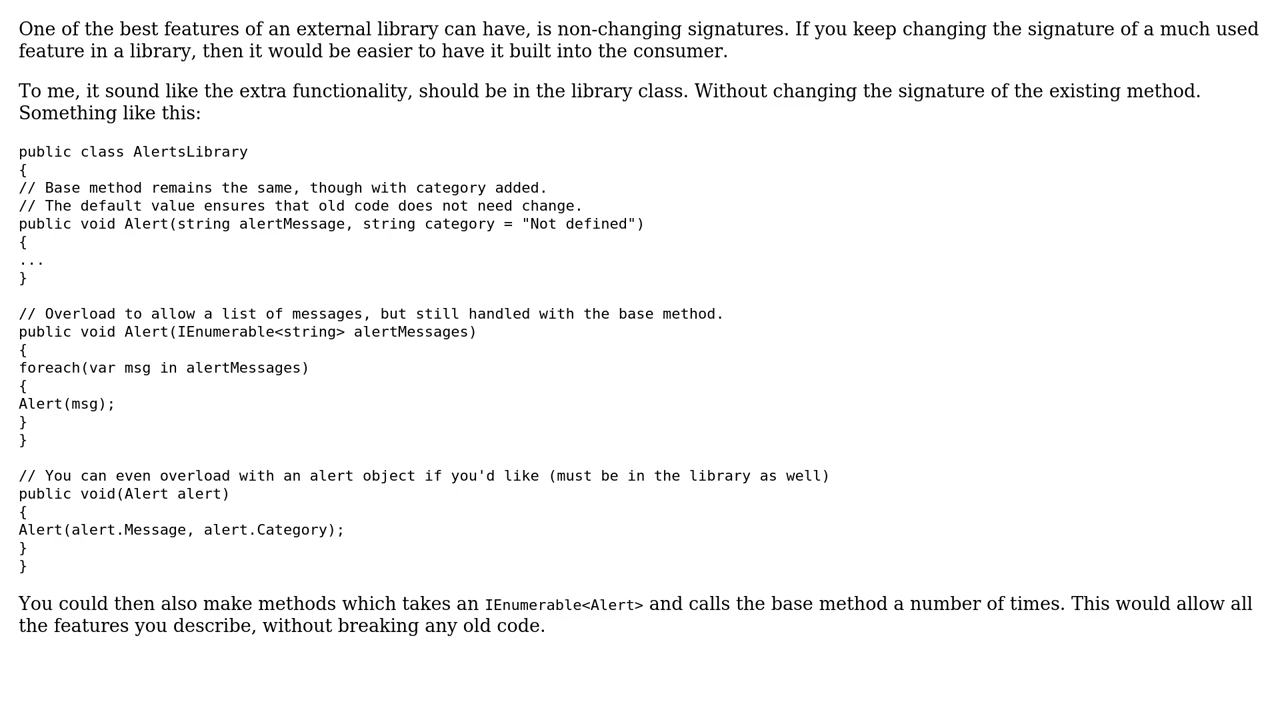 One of the best features of an external library can have, is non-changing signatures. If you keep changing the signature of a much used
feature in a library, then it would be easier to have it built into the consumer.
To me, it sound like the extra functionality, should be in the library class. Without changing the signature of the existing method.
Something like this:
public class AlertsLibrary
{
// Base method remains the same, though with category added.
// The default value ensures that old code does not need change.
public void Alert(string alertMessage, string category = "Not defined")
{
...
}
// Overload to allow a list of messages, but still handled with the base method.
public void Alert(IEnumerable<string> alertMessages)
{
foreach(var msg in alertMessages)
{
Alert(msg);
}
}
// You can even overload with an alert object if you'd like (must be in the library as well)
public void(Alert alert)
{
Alert(alert.Message, alert.Category);
}
}
You could then also make methods which takes an IEnumerable<Alert> and calls the base method a number of times. This would allow all
the features you describe, without breaking any old code.